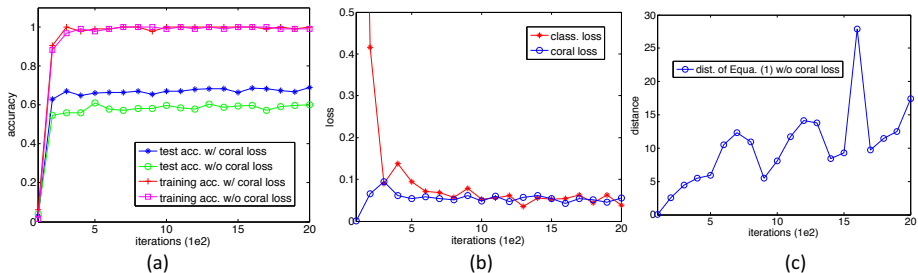 1
0.8
0.6
0.4
0.2
0
accuracy
0
5
10
15
20
iterations (1e2)
test acc. w/ coral loss
test acc. w/o coral loss
training acc. w/ coral loss
training acc. w/o coral loss
(a)
0.5
0.4
0.3
0.2
0.1
0
loss
5
10
15
20
iterations (1e2)
class. loss
coral loss
(b)
30
25
20
15
10
5
0
distance
5
10
15
20
iterations (1e2)
dist. of Equa. (1) w/o coral loss
(c)